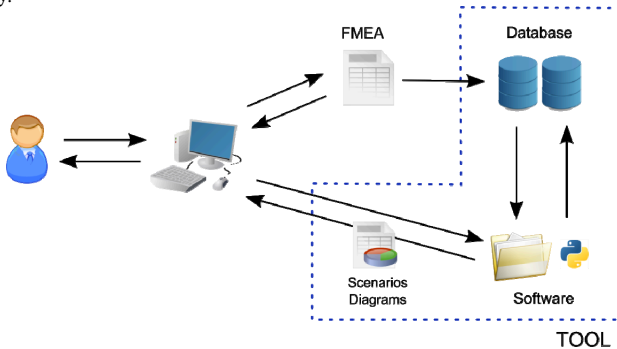 y.
FMEA
Database
Scenarios
Diagrams
Software
TOOL